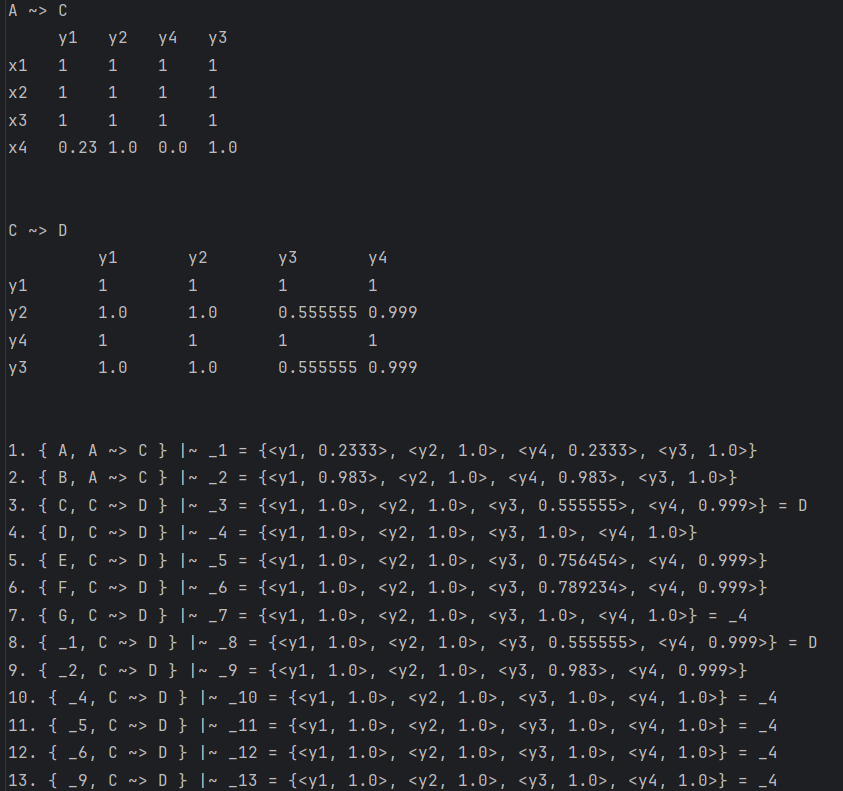 A ~> C
y1 y2 y4 y3
x1 1 1 1 1
x2 1 1 1 1
x3 1 1 1 1
x4 0.23 1.0 0.0 1.0
C ~> D
y1 y2 y3 y4
y1 1 1 1 1
y2 1.0 1.0 0.555555 0.999
y4 1 1 1 1
y3 1.0 1.0 0.555555 0.999
1. { A, A ~> C } |~ _1 = {<y1, 0.2333>, <y2, 1.0>, <y4, 0.2333>, <y3, 1.0>}
2. { B, A ~> C } |~ _2 = {<y1, 0.983>, <y2, 1.0>, <y4, 0.983>, <y3, 1.0>}
3. { C, C ~> D } |~ _3 = {<y1, 1.0>, <y2, 1.0>, <y3, 0.555555>, <y4, 0.999>} = D
4. { D, C ~> D } |~ _4 = {<y1, 1.0>, <y2, 1.0>, <y3, 1.0>, <y4, 1.0>}
5. { E, C ~> D } |~ _5 = {<y1, 1.0>, <y2, 1.0>, <y3, 0.756454>, <y4, 0.999>}
6. { F, C ~> D } |~ _6 = {<y1, 1.0>, <y2, 1.0>, <y3, 0.789234>, <y4, 0.999>}
7. { G, C ~> D } |~ _7 = {<y1, 1.0>, <y2, 1.0>, <y3, 1.0>, <y4, 1.0>} = _4
8. { _1, C ~> D } |~ _8 = {<y1, 1.0>, <y2, 1.0>, <y3, 0.555555>, <y4, 0.999>} = D
9. { _2, C ~> D } |~ _9 = {<y1, 1.0>, <y2, 1.0>, <y3, 0.983>, <y4, 0.999>}
10. { _4, C ~> D } |~ _10 = {<y1, 1.0>, <y2, 1.0>, <y3, 1.0>, <y4, 1.0>} = _4
11. { _5, C ~> D } |~ _11 = {<y1, 1.0>, <y2, 1.0>, <y3, 1.0>, <y4, 1.0>} = _4
12. { _6, C ~> D } |~ _12 = {<y1, 1.0>, <y2, 1.0>, <y3, 1.0>, <y4, 1.0>} = _4
13. { _9, C ~> D } |~ _13 = {<y1, 1.0>, <y2, 1.0>, <y3, 1.0>, <y4, 1.0>} = _4